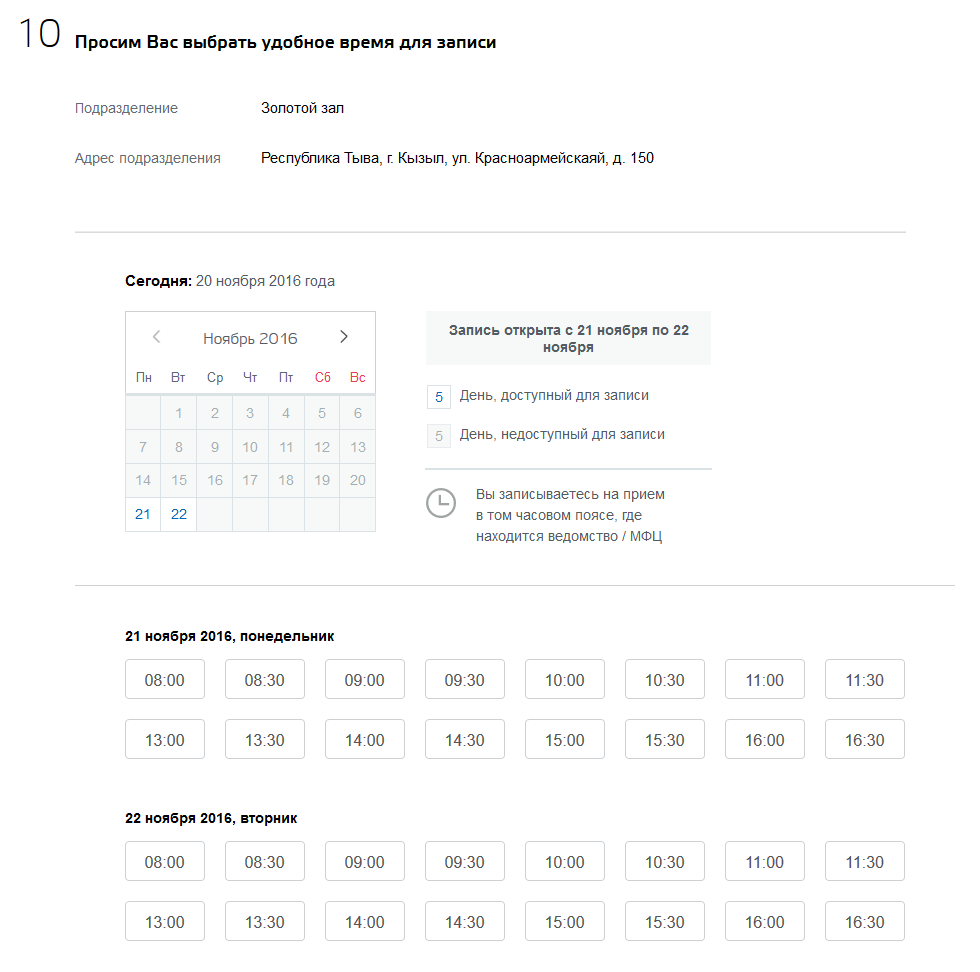 10 Просим Вас выбрать удобное время для записи
Подразделение Золотой зал
Адрес подразделения Республика Тыва, г. Кызыл, ул. Красноармейскаяй, д. 150
Сегодня: 20 ноября 2016 года
Ноябрь 2016
Пн Вт Ср Чт Пт Сб Вс
1 2 3 4 5 6
7 8 9 10 11 12 13
14 15 16 17 18 19 20
21 22
Запись открыта с 21 ноября по 22
ноября
5 День, доступный для записи
5 День, недоступный для записи
Вы записываетесь на прием
в том часовом поясе, где
находится ведомство / МФЦ
21 ноября 2016, понедельник
08:00 08:30 09:00 09:30 10:00 10:30 11:00 11:30
13:00 13:30 14:00 14:30 15:00 15:30 16:00 16:30
22 ноября 2016, вторник
08:00 08:30 09:00 09:30 10:00 10:30 11:00 11:30
13:00 13:30 14:00 14:30 15:00 15:30 16:00 16:30